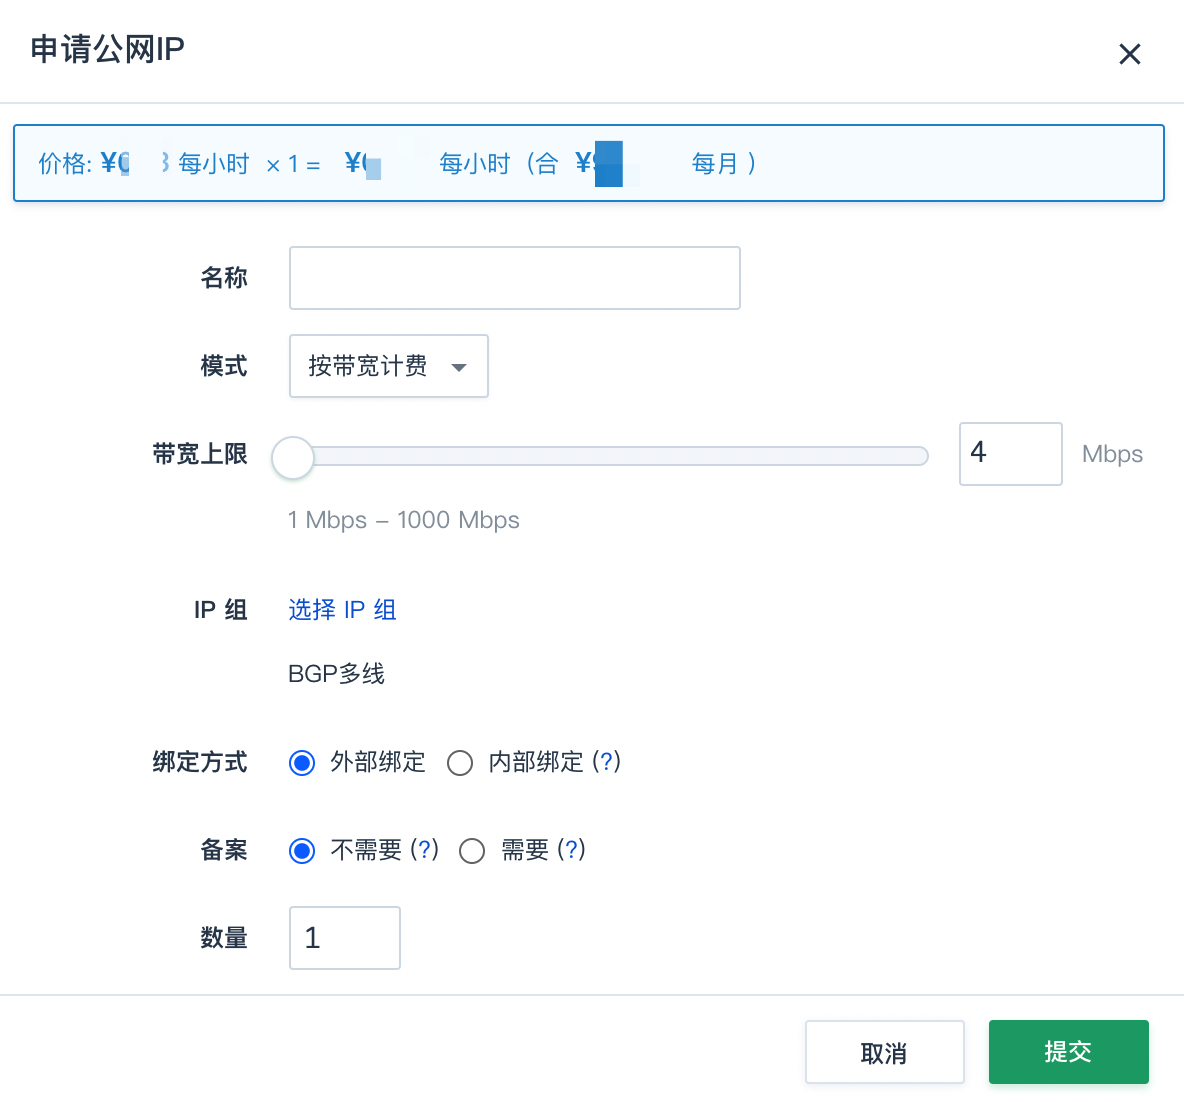 申请公网IP
价格: ¥ 每小时 × 1 = ¥ 每小时（合 ¥ 每月 ）
名称
模式 按带宽计费
带宽上限 4 Mbps
1 Mbps – 1000 Mbps
IP 组 选择 IP 组
BGP多线
绑定方式 外部绑定 内部绑定 (?)
备案 不需要 (?) 需要 (?)
数量 1
取消 提交